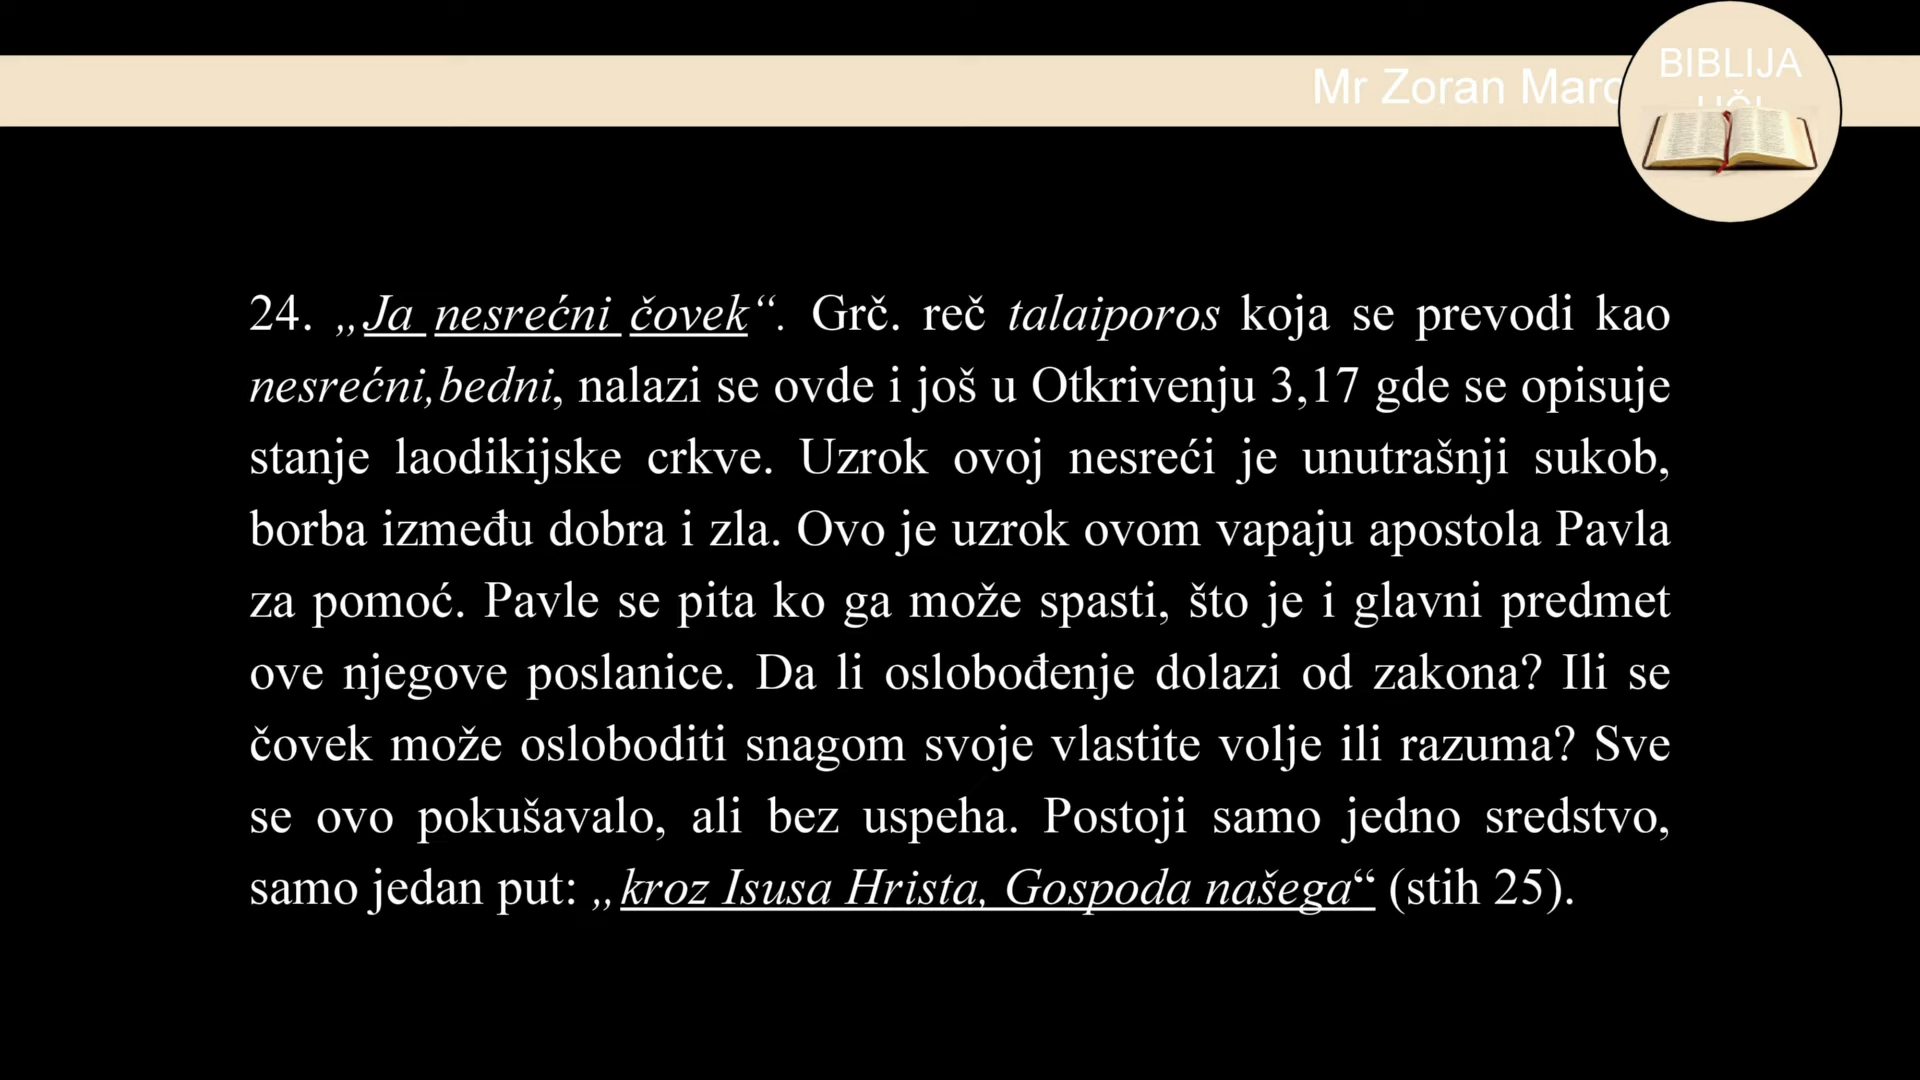 Mr Zoran Marc
BIBLIJA
UČI
24. „Ja nesrećni čovek“. Grč. reč talaiporos koja se prevodi kao
nesrećni,bedni, nalazi se ovde i još u Otkrivenju 3,17 gde se opisuje
stanje laodikijske crkve. Uzrok ovoj nesreći je unutrašnji sukob,
borba između dobra i zla. Ovo je uzrok ovom vapaju apostola Pavla
za pomoć. Pavle se pita ko ga može spasti, što je i glavni predmet
ove njegove poslanice. Da li oslobođenje dolazi od zakona? Ili se
čovek može osloboditi snagom svoje vlastite volje ili razuma? Sve
se ovo pokušavalo, ali bez uspeha. Postoji samo jedno sredstvo,
samo jedan put: „kroz Isusa Hrista, Gospoda našega“ (stih 25).